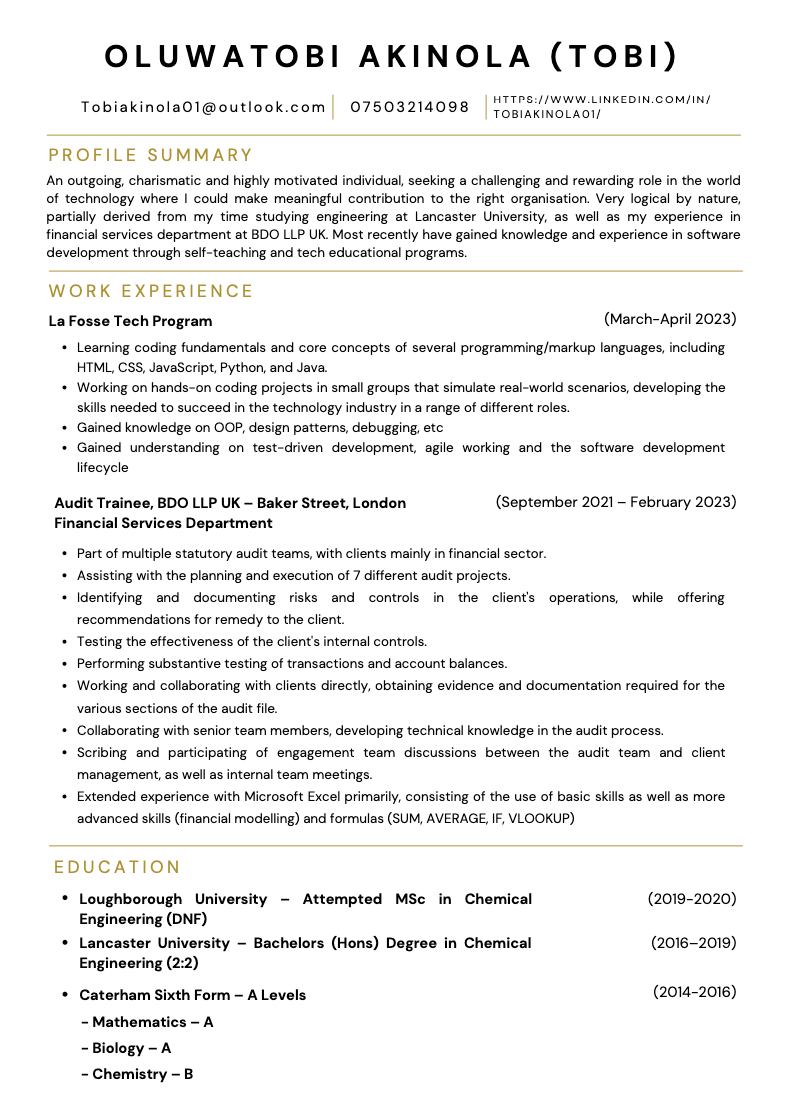 OLUWATOBI AKINOLA (TOBI)
Tobiakinola01@outlook.com
07503214098
HTTPS://WWW.LINKEDIN.COM/IN/
TOBIAKINOLA01/
PROFILE SUMMARY
An outgoing, charismatic and highly motivated individual, seeking a challenging and rewarding role in the world
of technology where I could make meaningful contribution to the right organisation. Very logical by nature,
partially derived from my time studying engineering at Lancaster University, as well as my experience in
financial services department at BDO LLP UK. Most recently have gained knowledge and experience in software
development through self-teaching and tech educational programs.
WORK EXPERIENCE
La Fosse Tech Program (March-April 2023)
• Learning coding fundamentals and core concepts of several programming/markup languages, including
HTML, CSS, JavaScript, Python, and Java.
• Working on hands-on coding projects in small groups that simulate real-world scenarios, developing the
skills needed to succeed in the technology industry in a range of different roles.
• Gained knowledge on OOP, design patterns, debugging, etc
• Gained understanding on test-driven development, agile working and the software development
lifecycle
Audit Trainee, BDO LLP UK – Baker Street, London (September 2021 – February 2023)
Financial Services Department
• Part of multiple statutory audit teams, with clients mainly in financial sector.
• Assisting with the planning and execution of 7 different audit projects.
• Identifying and documenting risks and controls in the client's operations, while offering
recommendations for remedy to the client.
• Testing the effectiveness of the client's internal controls.
• Performing substantive testing of transactions and account balances.
• Working and collaborating with clients directly, obtaining evidence and documentation required for the
various sections of the audit file.
• Collaborating with senior team members, developing technical knowledge in the audit process.
• Scribing and participating of engagement team discussions between the audit team and client
management, as well as internal team meetings.
• Extended experience with Microsoft Excel primarily, consisting of the use of basic skills as well as more
advanced skills (financial modelling) and formulas (SUM, AVERAGE, IF, VLOOKUP)
EDUCATION
• Loughborough University – Attempted MSc in Chemical (2019-2020)
Engineering (DNF)
• Lancaster University – Bachelors (Hons) Degree in Chemical (2016–2019)
Engineering (2:2)
• Caterham Sixth Form – A Levels (2014-2016)
- Mathematics – A
- Biology – A
- Chemistry – B